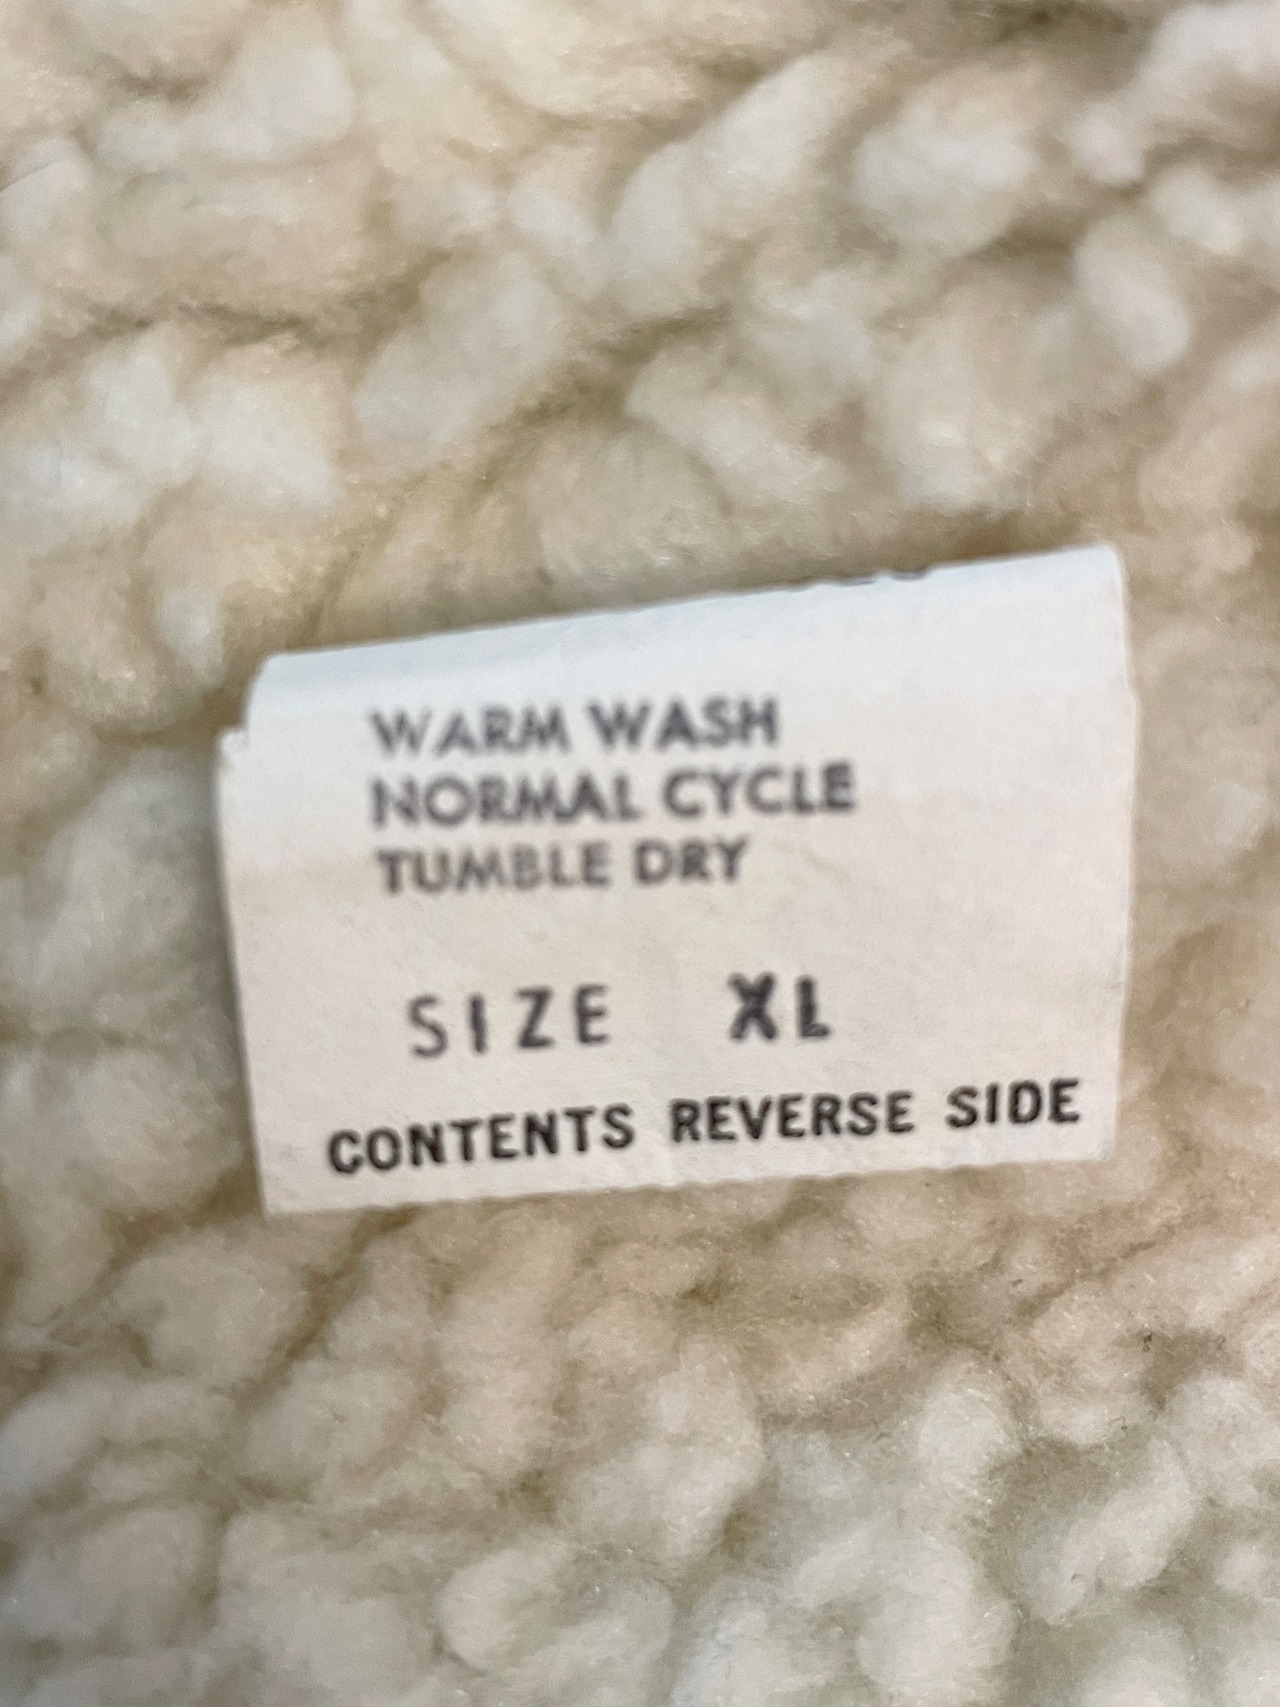 WARM WASH
NORMAL CYCLE
TUMBLE DRY
SIZE XL
CONTENTS REVERSE SIDE